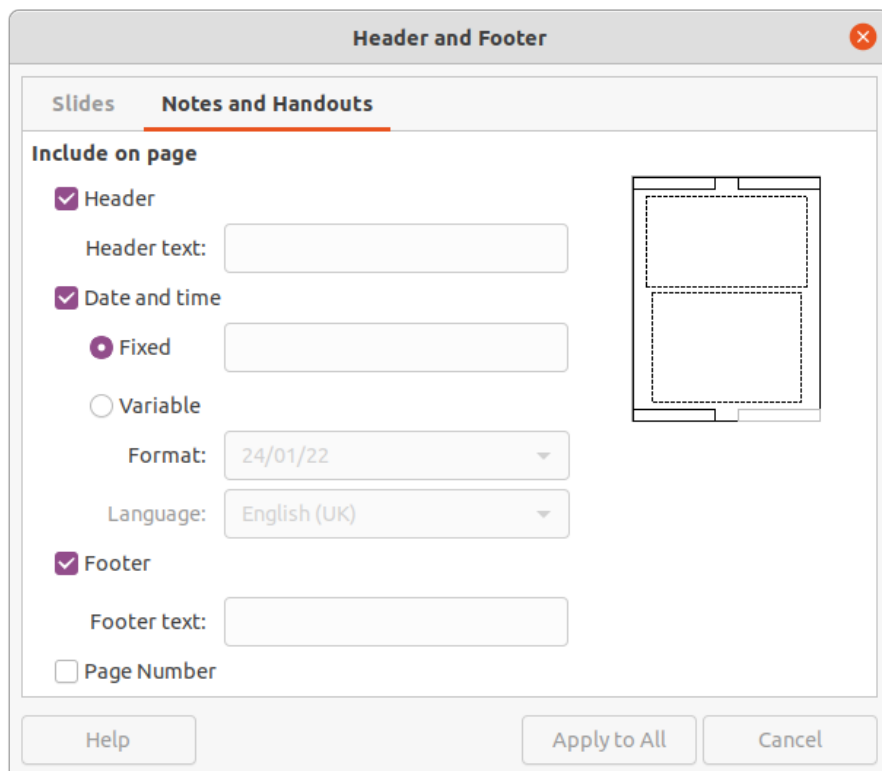 Header and Footer
Slides Notes and Handouts
Include on page
Header
Header text:
Date and time
Fixed
Variable
Format: 24/01/22
Language: English (UK)
Footer
Footer text:
Page Number
Help Apply to All Cancel